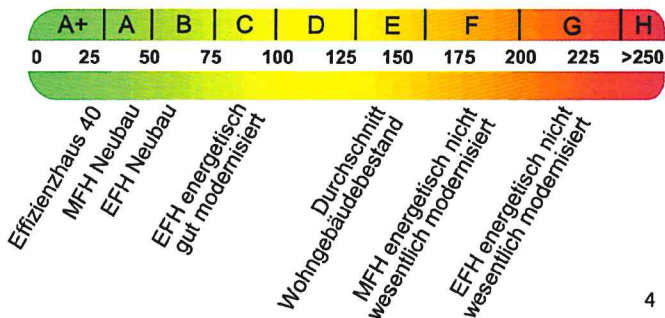 A+ A B C D E F G H
0 25 50 75 100 125 150 175 200 225 >250
Effizienzhaus 40
MFH Neubau
EFH Neubau
EFH energetisch
gut modernisiert
Durchschnitt
Wohngebäudebestand
MFH energetisch nicht
wesentlich modernisiert
EFH energetisch nicht
wesentlich modernisiert
4